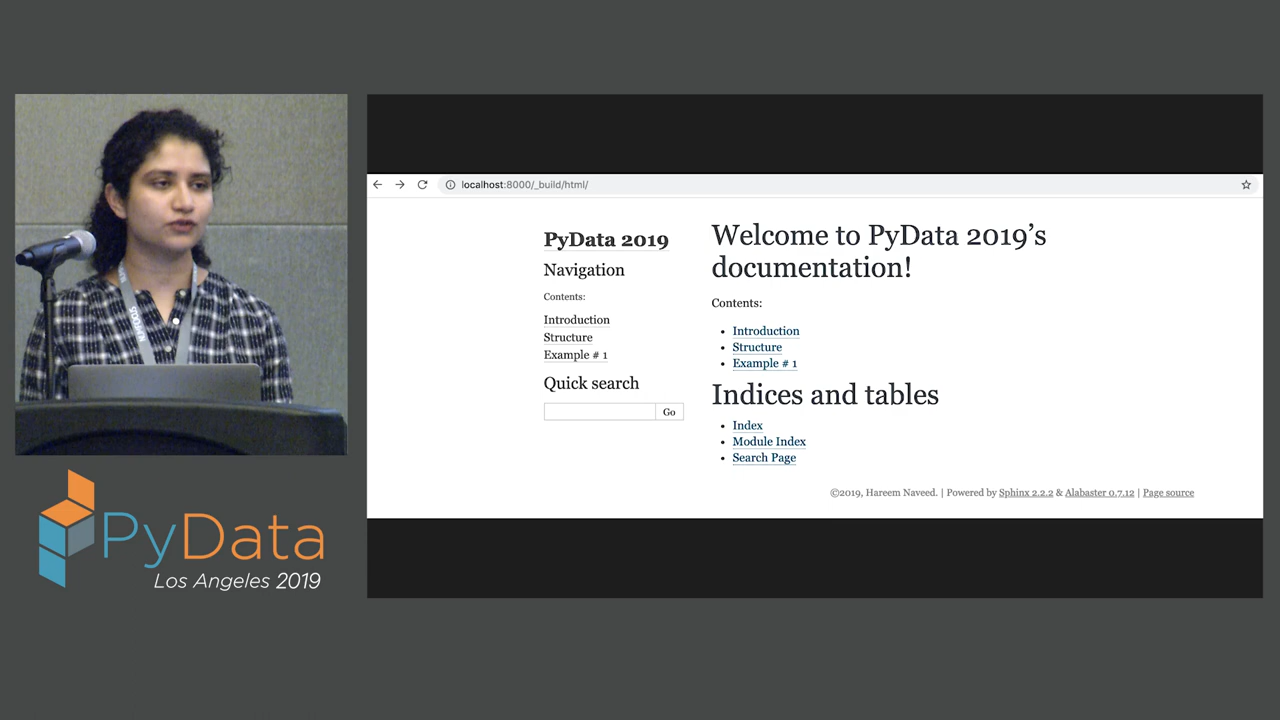 localhost:8000/_build/html/
PyData 2019
Navigation
Contents:
Introduction
Structure
Example # 1
Quick search
Go
Welcome to PyData 2019’s
documentation!
Contents:
Introduction
Structure
Example # 1
Indices and tables
Index
Module Index
Search Page
©2019, Hareem Naveed. | Powered by Sphinx 2.2.2 & Alabaster 0.7.12 | Page source
PyData
Los Angeles 2019